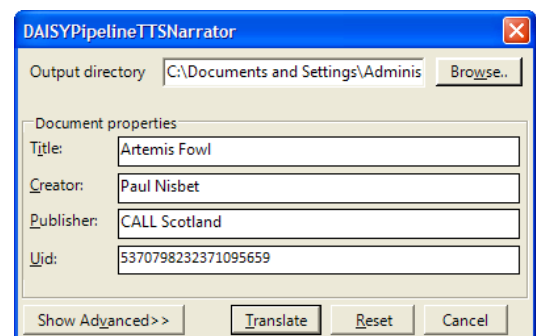 DAISYPipelineTTSNarrator
Output directory C:\Documents and Settings\Adminis Browse..
Document properties
Title: Artemis Fowl
Creator: Paul Nisbet
Publisher: CALL Scotland
Uid: 5370798232371095659
Show Advanced>> Translate Reset Cancel